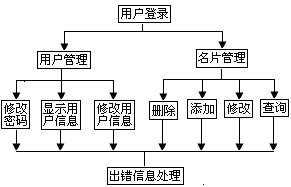 用户登录
用户管理
名片管理
修改
密码
显示用
户信息
修改用
户信息
删除
添加
修改
查询
出错信息处理